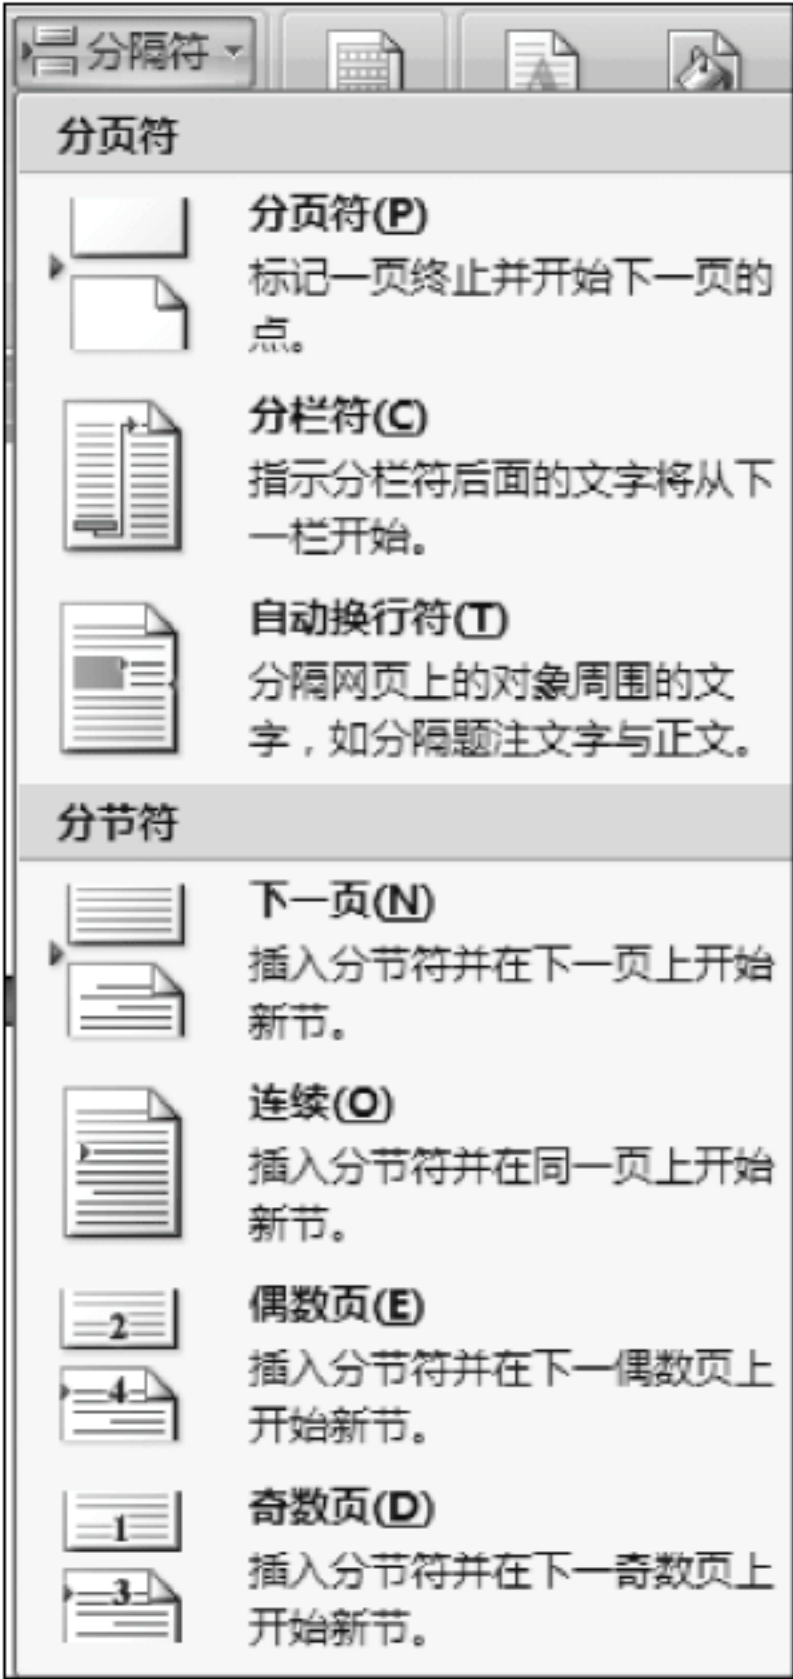 分隔符
分页符
分页符(P)
标记一页终止并开始下一页的
点。
分栏符(C)
指示分栏符后面的文字将从下
一栏开始。
自动换行符(T)
分隔网页上的对象周围的文
字，如分隔题注文字与正文。
分节符
下一页(N)
插入分节符并在下一页上开始
新节。
连续(O)
插入分节符并在同一页上开始
新节。
2
偶数页(E)
4
插入分节符并在下一偶数页上
开始新节。
1
奇数页(D)
3
插入分节符并在下一奇数页上
开始新节。